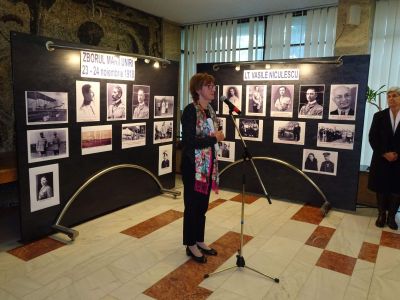 ZBORUL MARII UNIRI
23 - 24 noiembrie 1918
LT. VASILE NICULESCU